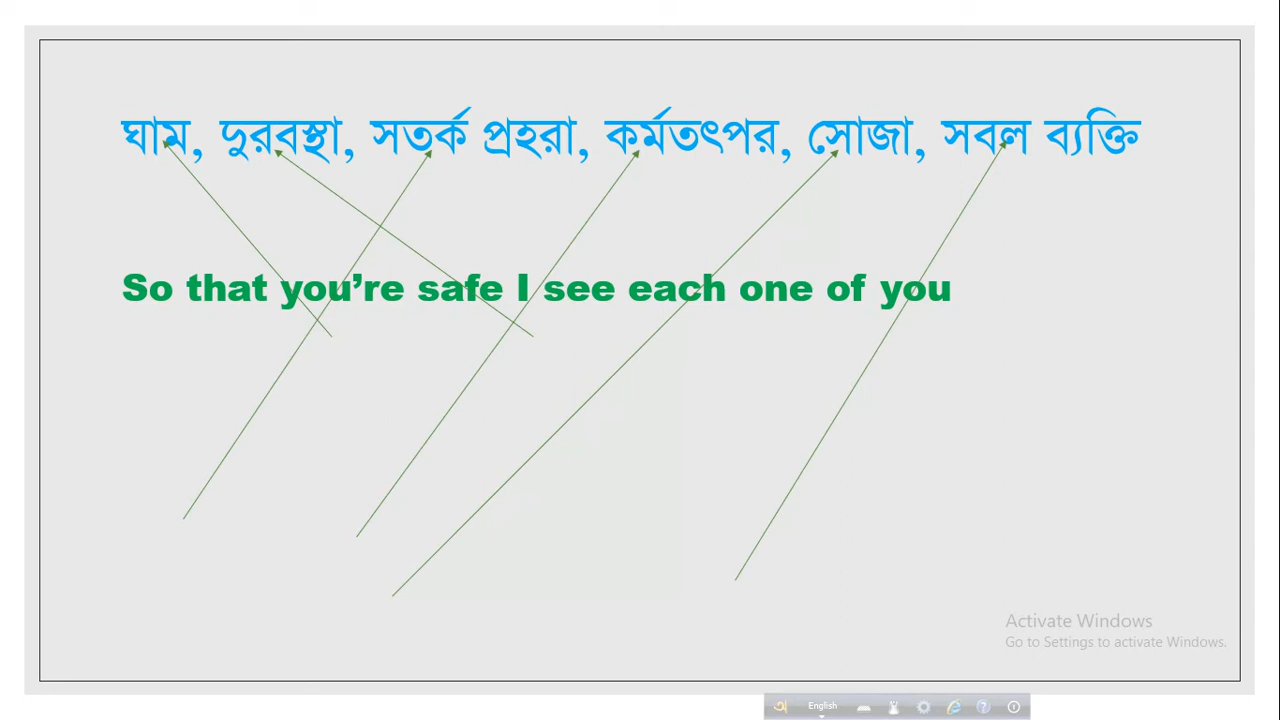 ঘাম, দুরবস্থা, সতর্ক প্রহরা, কর্মতৎপর, সোজা, সবল ব্যক্তি
So that you’re safe I see each one of you
Activate Windows
Go to Settings to activate Windows.
অ English